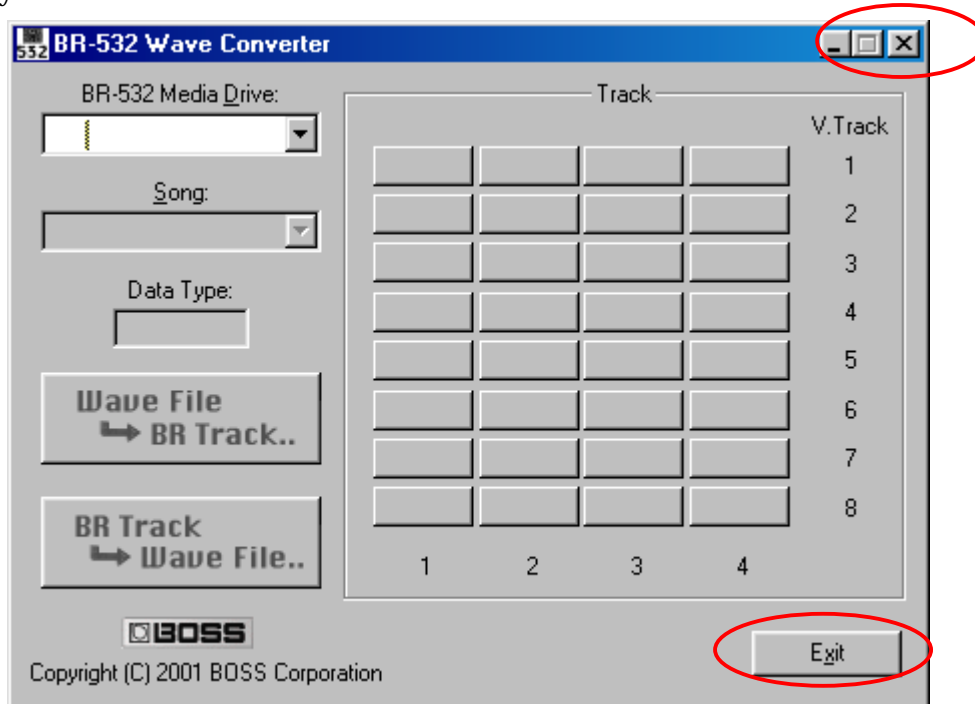 532 BR-532 Wave Converter
BR-532 Media Drive:
Song:
Data Type:
Wave File
BR Track..
BR Track
Wave File..
Track
V.Track
1
2
3
4
5
6
7
8
1 2 3 4
BOSS
Copyright (C) 2001 BOSS Corporation
Exit